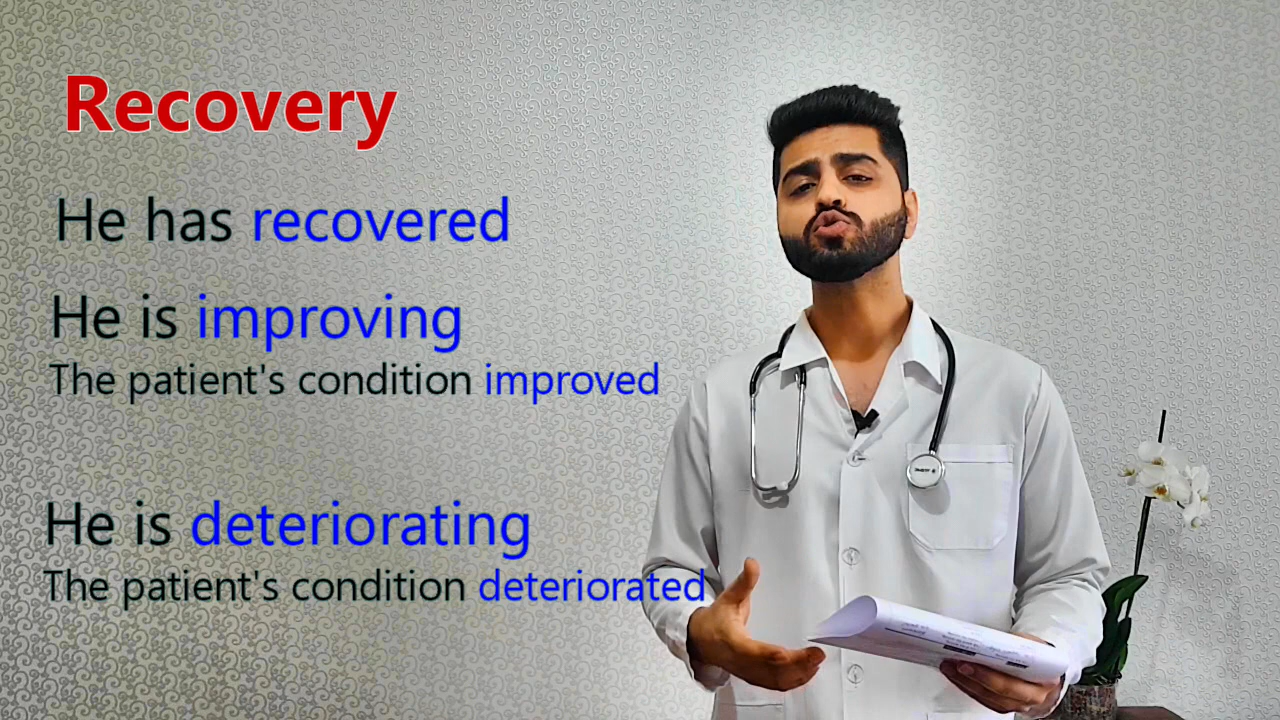 Recovery
He has recovered
He is improving
The patient's condition improved
He is deteriorating
The patient's condition deteriorated